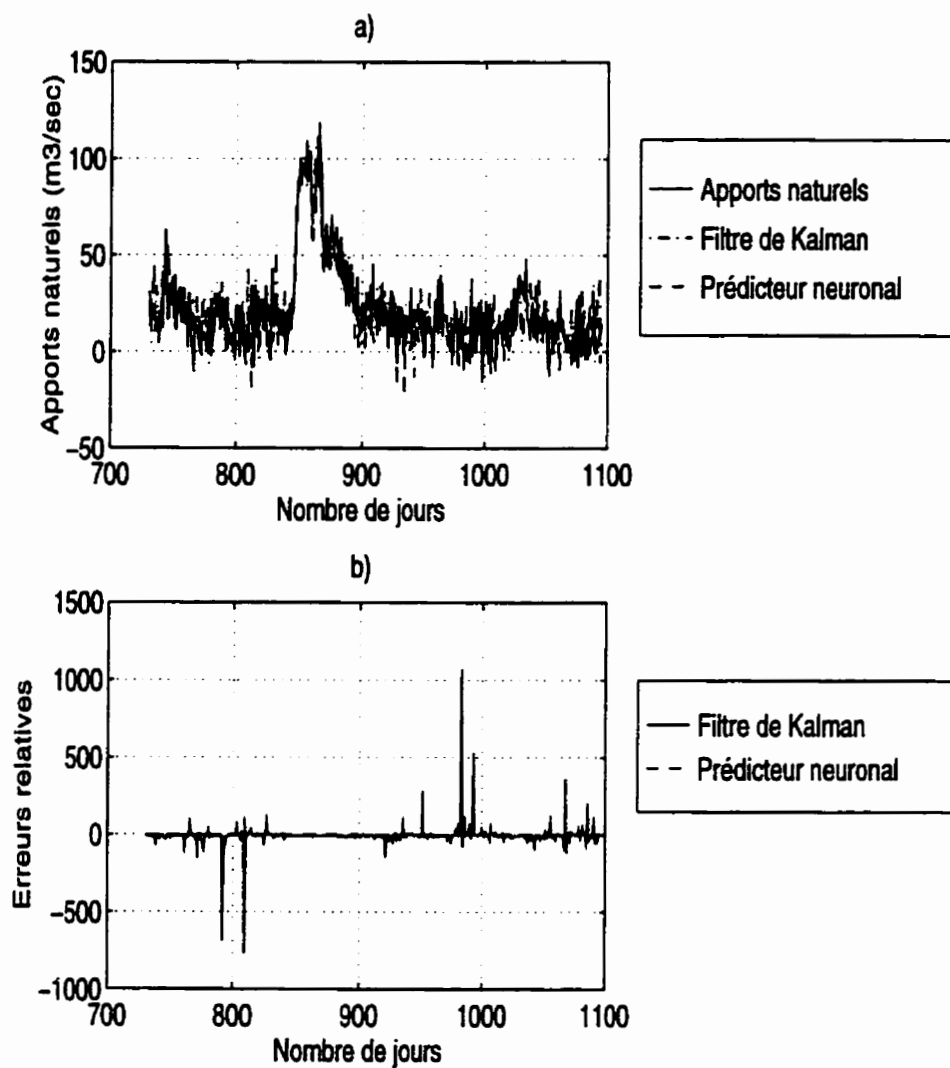 a)
150
100
50
0
−50
700
800
900
1000
1100
Apports naturels (m3/sec)
Nombre de jours
Apports naturels
Filtre de Kalman
Prédicteur neuronal
b)
1500
1000
500
0
−500
−1000
700
800
900
1000
1100
Erreurs relatives
Nombre de jours
Filtre de Kalman
Prédicteur neuronal